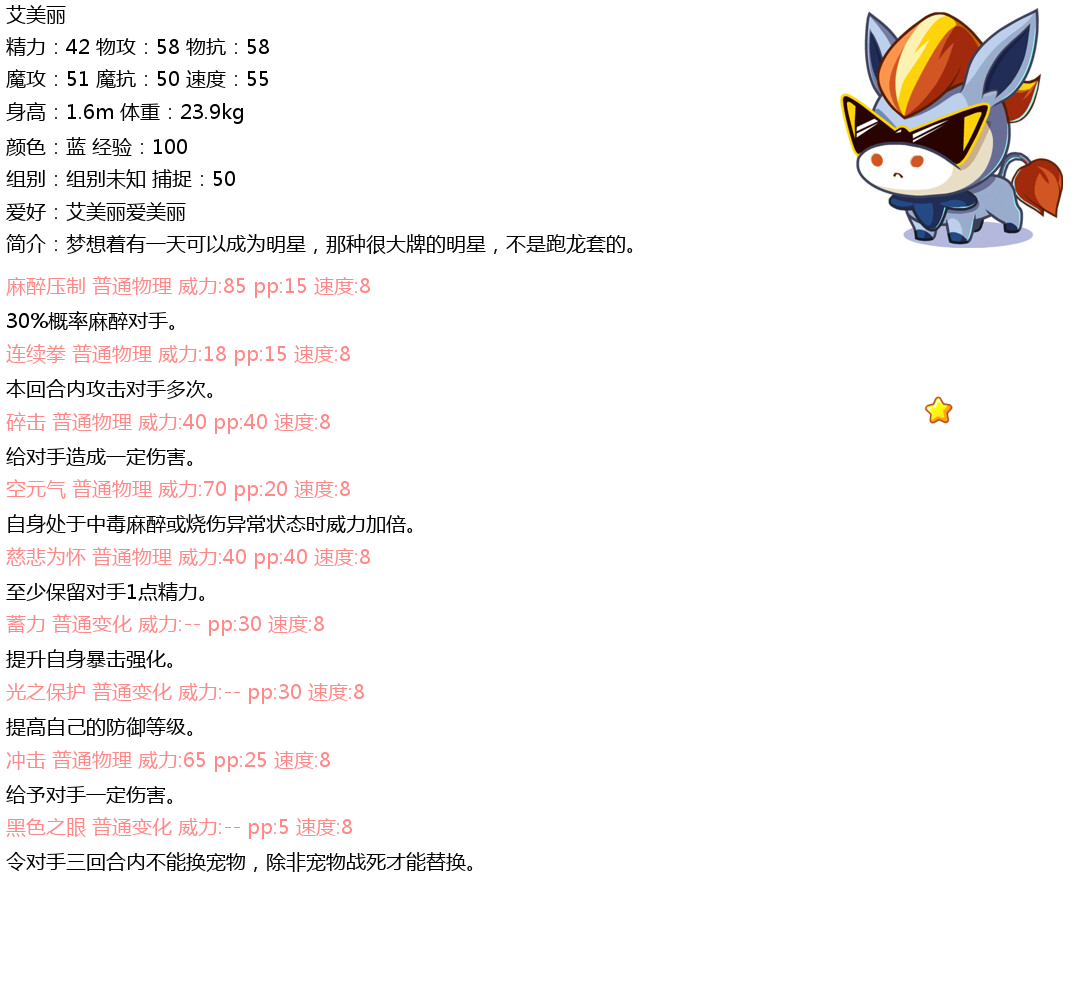 艾美丽
精力：42 物攻：58 物抗：58
魔攻：51 魔抗：50 速度：55
身高：1.6m 体重：23.9kg
颜色：蓝 经验：100
组别：组别未知 捕捉：50
爱好：艾美丽爱美丽
简介：梦想着有一天可以成为明星，那种很大牌的明星，不是跑龙套的。
麻醉压制 普通物理 威力:85 pp:15 速度:8
30%概率麻醉对手。
连续拳 普通物理 威力:18 pp:15 速度:8
本回合内攻击对手多次。
碎击 普通物理 威力:40 pp:40 速度:8
给对手造成一定伤害。
空元气 普通物理 威力:70 pp:20 速度:8
自身处于中毒麻醉或烧伤异常状态时威力加倍。
慈悲为怀 普通物理 威力:40 pp:40 速度:8
至少保留对手1点精力。
蓄力 普通变化 威力:-- pp:30 速度:8
提升自身暴击强化。
光之保护 普通变化 威力:-- pp:30 速度:8
提高自己的防御等级。
冲击 普通物理 威力:65 pp:25 速度:8
给予对手一定伤害。
黑色之眼 普通变化 威力:-- pp:5 速度:8
令对手三回合内不能换宠物，除非宠物战死才能替换。